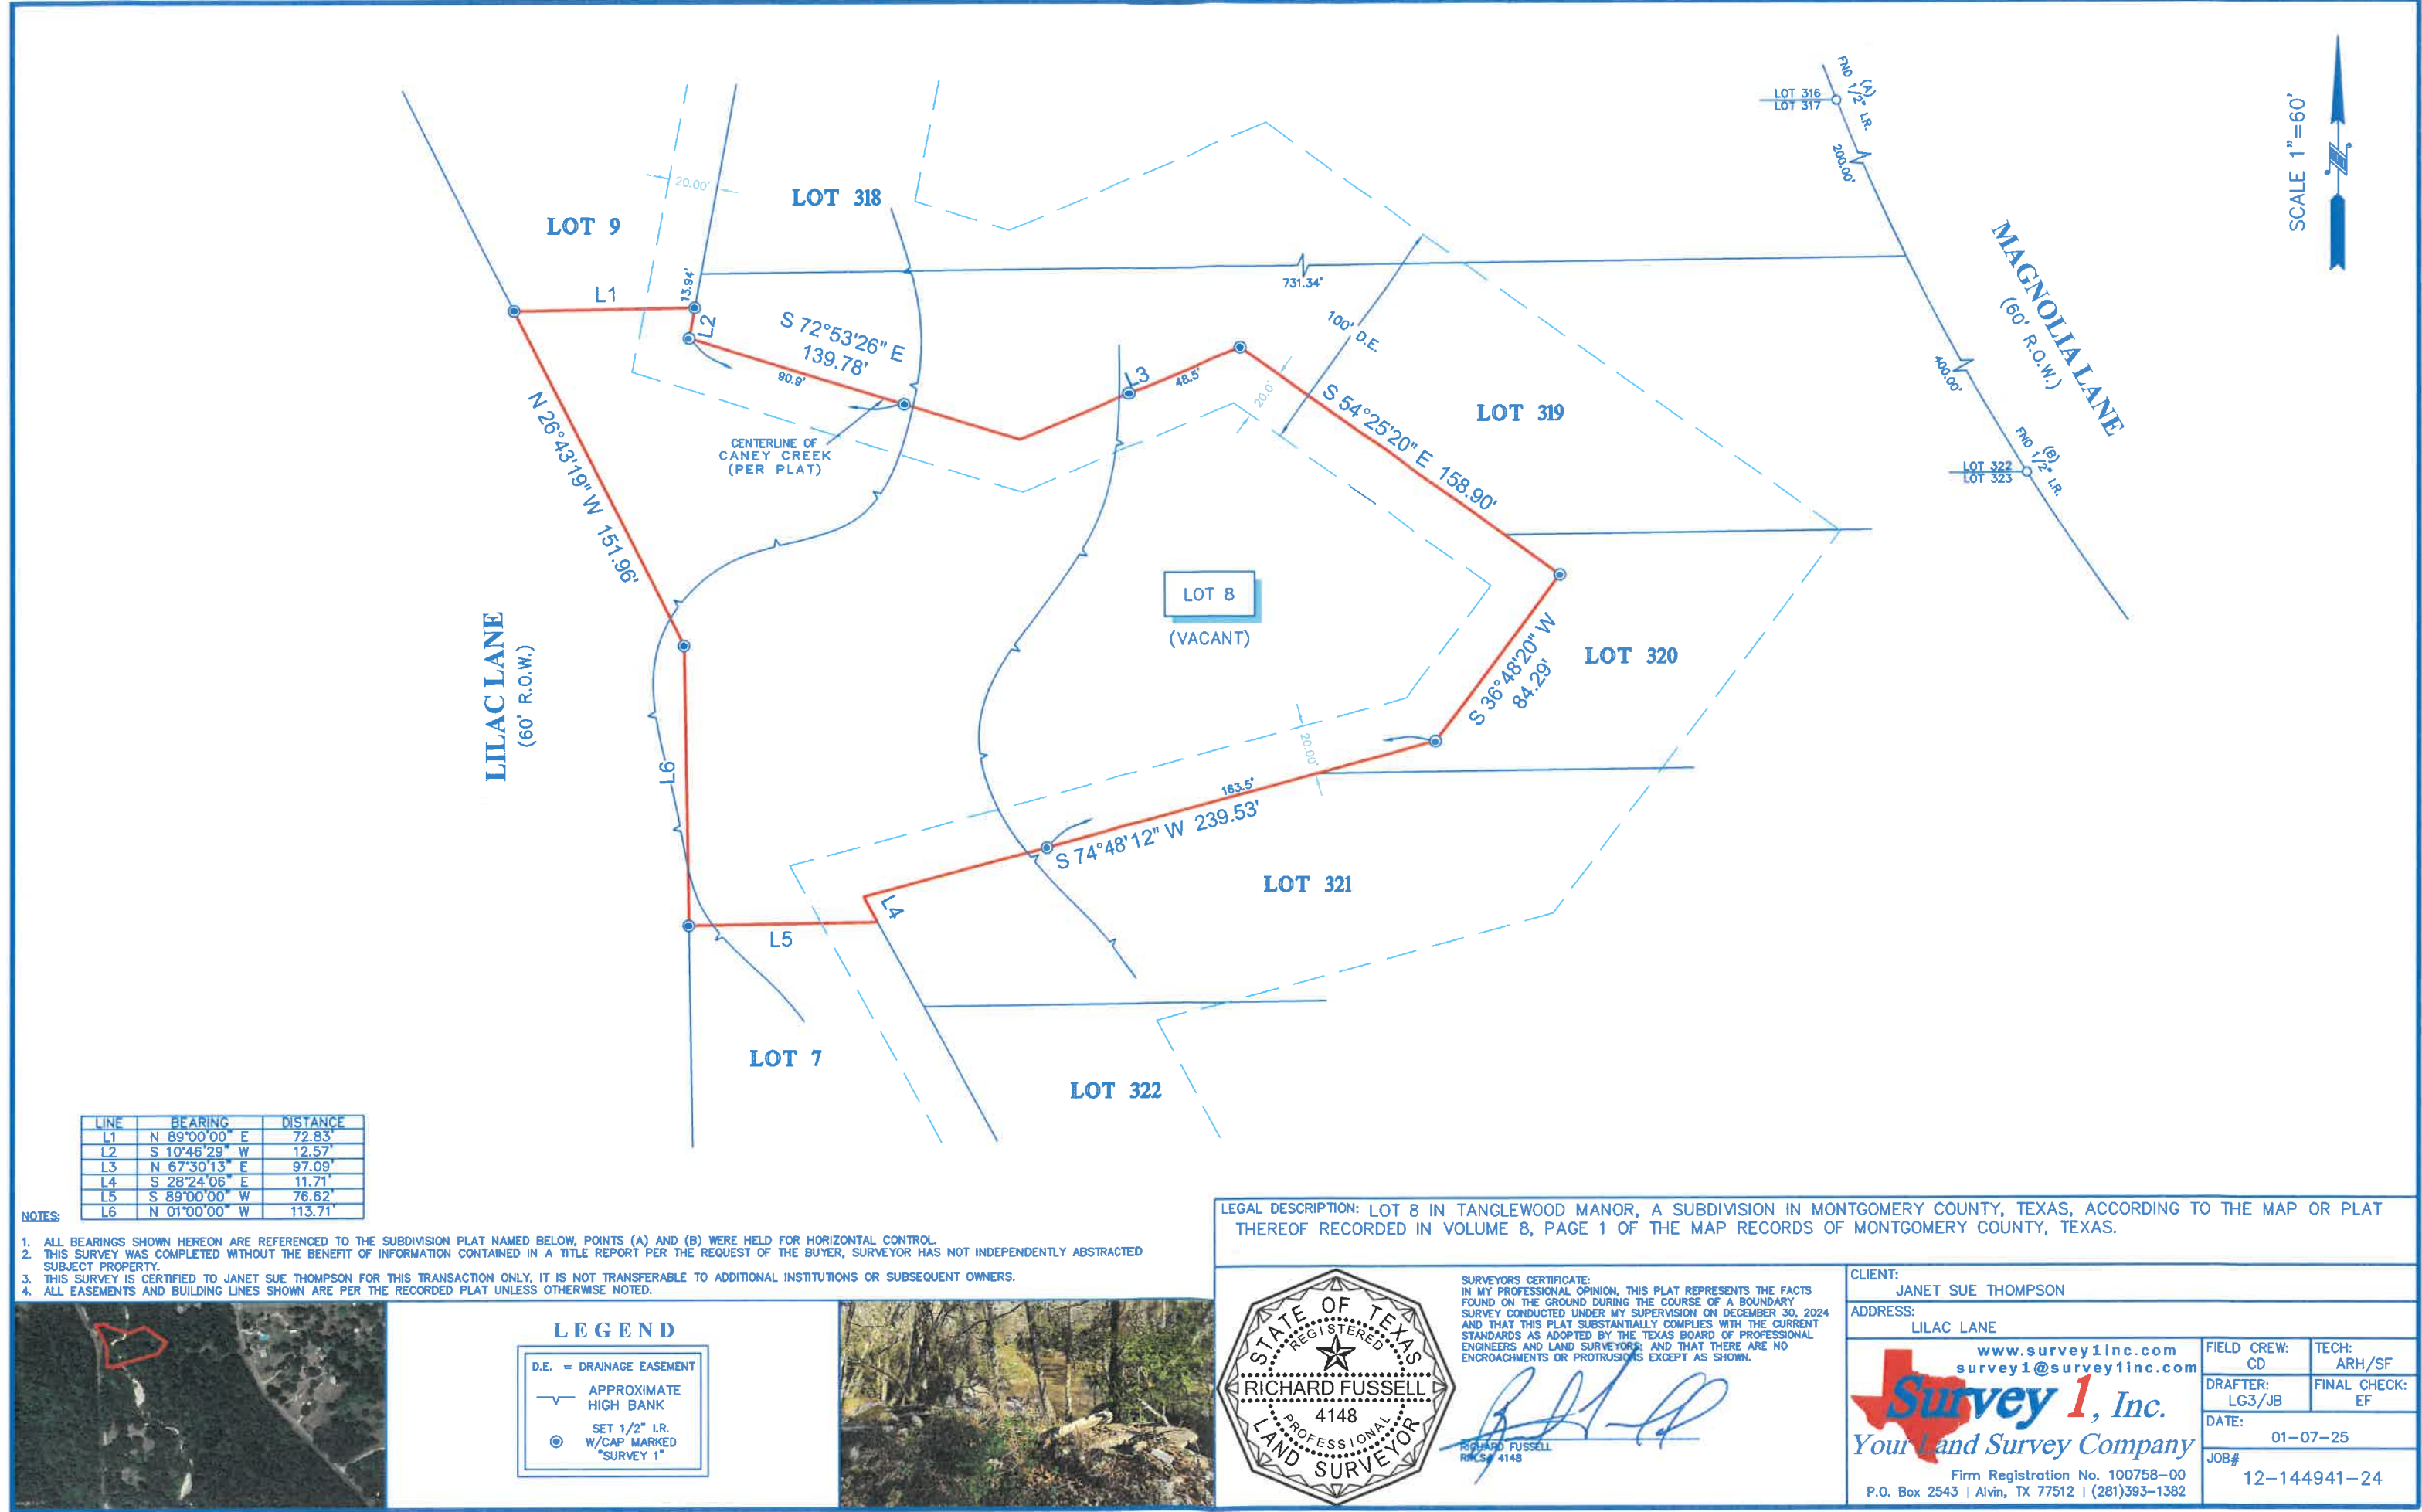 LOT 316
LOT 317
(A)
FND 1/2" I.R.
200.00'
SCALE 1"=60'
20.00'
LOT 318
LOT 9
MAGNOLIA LANE
(60' R.O.W.)
13.94'
L1
731.34'
L2
S 72°53'26" E
139.78'
90.9'
100' D.E.
400.00'
L3
48.5'
20.0'
S 54°25'20" E 158.90'
LOT 319
N 26°43'19" W 151.96'
CENTERLINE OF
CANEY CREEK
(PER PLAT)
(B)
FND 1/2" I.R.
LOT 322
LOT 323
LOT 8
(VACANT)
LILAC LANE
(60' R.O.W.)
S 36°48'20" W
84.29'
LOT 320
L6
20.00'
163.5'
S 74°48'12" W 239.53'
LOT 321
L4
L5
LOT 7
LOT 322
LINE BEARING DISTANCE
L1 N 89°00'00" E 72.83'
L2 S 10°46'29" W 12.57'
L3 N 67°30'13" E 97.09'
L4 S 28°24'06" E 11.71'
L5 S 89°00'00" W 76.62'
L6 N 01°00'00" W 113.71'
NOTES:
1. ALL BEARINGS SHOWN HEREON ARE REFERENCED TO THE SUBDIVISION PLAT NAMED BELOW, POINTS (A) AND (B) WERE HELD FOR HORIZONTAL CONTROL.
2. THIS SURVEY WAS COMPLETED WITHOUT THE BENEFIT OF INFORMATION CONTAINED IN A TITLE REPORT PER THE REQUEST OF THE BUYER, SURVEYOR HAS NOT INDEPENDENTLY ABSTRACTED
SUBJECT PROPERTY.
3. THIS SURVEY IS CERTIFIED TO JANET SUE THOMPSON FOR THIS TRANSACTION ONLY, IT IS NOT TRANSFERABLE TO ADDITIONAL INSTITUTIONS OR SUBSEQUENT OWNERS.
4. ALL EASEMENTS AND BUILDING LINES SHOWN ARE PER THE RECORDED PLAT UNLESS OTHERWISE NOTED.
LEGEND
D.E. = DRAINAGE EASEMENT
APPROXIMATE
HIGH BANK
SET 1/2" I.R.
W/CAP MARKED
"SURVEY 1"
LEGAL DESCRIPTION: LOT 8 IN TANGLEWOOD MANOR, A SUBDIVISION IN MONTGOMERY COUNTY, TEXAS, ACCORDING TO THE MAP OR PLAT
THEREOF RECORDED IN VOLUME 8, PAGE 1 OF THE MAP RECORDS OF MONTGOMERY COUNTY, TEXAS.
STATE OF TEXAS
REGISTERED
RICHARD FUSSELL
4148
PROFESSIONAL
LAND SURVEYOR
SURVEYORS CERTIFICATE:
IN MY PROFESSIONAL OPINION, THIS PLAT REPRESENTS THE FACTS
FOUND ON THE GROUND DURING THE COURSE OF A BOUNDARY
SURVEY CONDUCTED UNDER MY SUPERVISION ON DECEMBER 30, 2024
AND THAT THIS PLAT SUBSTANTIALLY COMPLIES WITH THE CURRENT
STANDARDS AS ADOPTED BY THE TEXAS BOARD OF PROFESSIONAL
ENGINEERS AND LAND SURVEYORS; AND THAT THERE ARE NO
ENCROACHMENTS OR PROTRUSIONS EXCEPT AS SHOWN.
RICHARD FUSSELL
RPLS# 4148
CLIENT:
JANET SUE THOMPSON
ADDRESS:
LILAC LANE
www.survey1inc.com
survey1@survey1inc.com
Survey 1, Inc.
Your Land Survey Company
Firm Registration No. 100758-00
P.O. Box 2543 | Alvin, TX 77512 | (281)393-1382
FIELD CREW:
CD
TECH:
ARH/SF
DRAFTER:
LG3/JB
FINAL CHECK:
EF
DATE:
01-07-25
JOB#
12-144941-24